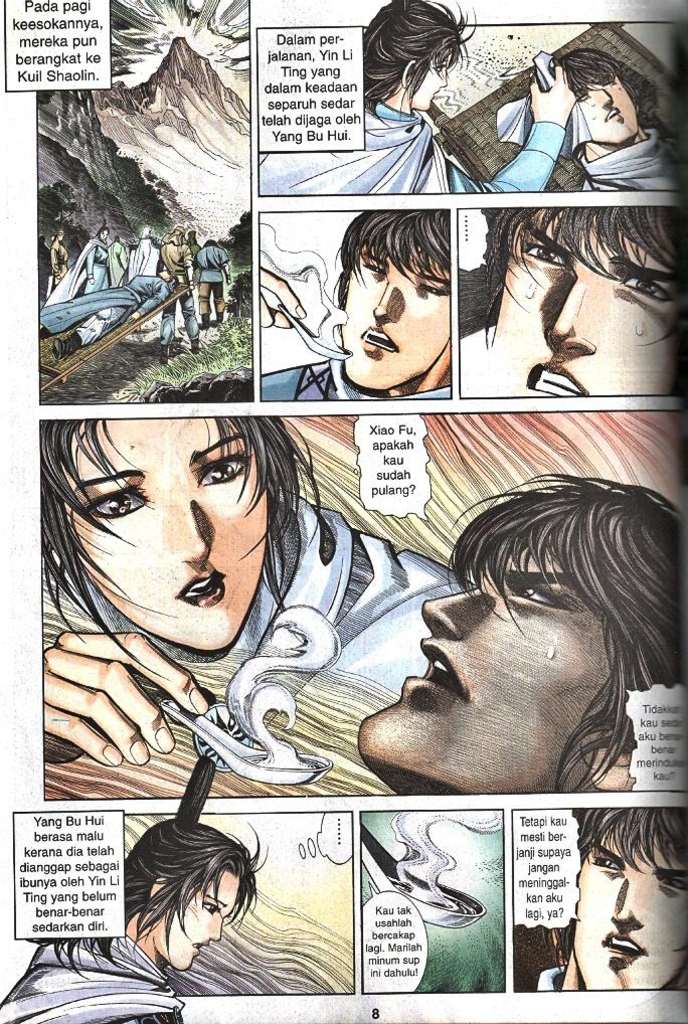 Pada pagi
keesokannya,
mereka pun
berangkat ke
Kuil Shaolin.
Dalam per-
jalanan, Yin Li
Ting yang
dalam keadaan
separuh sedar
telah dijaga oleh
Yang Bu Hui.
......
Xiao Fu,
apakah
kau
sudah
pulang?
kau
aku
benar
kau?
Yang Bu Hui
berasa malu
kerana dia telah
dianggap sebagai
ibunya oleh Yin Li
Ting yang belum
benar-benar
sedarkan diri.
......
Kau tak
usahlah
bercakap
lagi. Marilah
minum sup
ini dahulu!
Tetapi kau
mesti ber-
janji supaya
jangan
meninggal-
kan aku
lagi, ya?
8